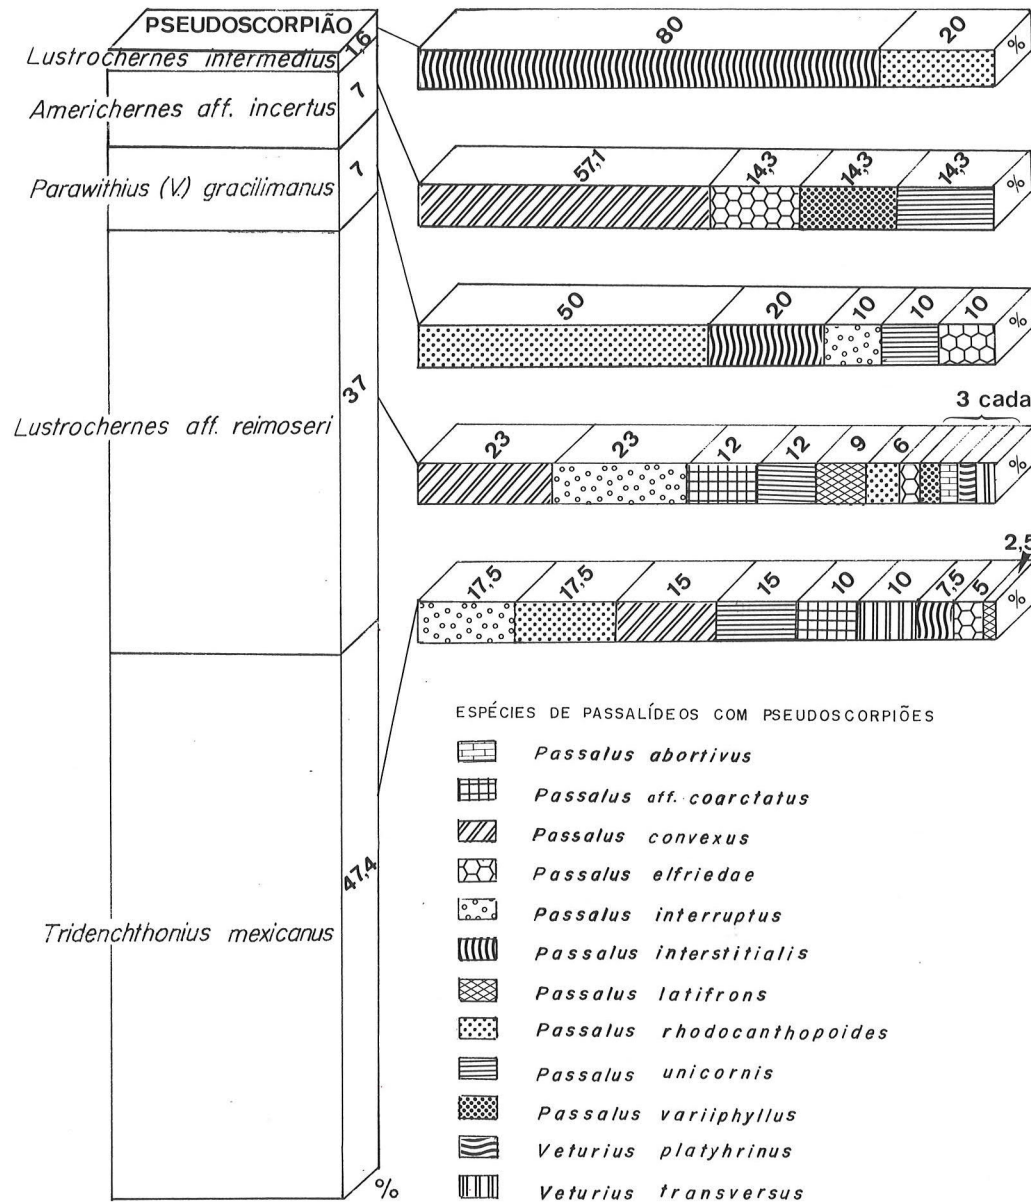 PSEUDOSCORPIÃO
Lustrochernes intermedius 1,6
Americhernes aff. incertus 7
Parawithius (V.) gracilimanus 7
Lustrochernes aff. reimoseri 37
Tridenchthonius mexicanus 47,4
%
80 20 %
57,1 14,3 14,3 14,3 %
50 20 10 10 10 %
3 cada
23 23 12 12 9 6 %
2,5
17,5 17,5 15 15 10 10 7,5 5 %
ESPÉCIES DE PASSALÍDEOS COM PSEUDOSCORPIÕES
Passalus abortivus
Passalus aff. coarctatus
Passalus convexus
Passalus elfriedae
Passalus interruptus
Passalus interstitialis
Passalus latifrons
Passalus rhodocanthopoides
Passalus unicornis
Passalus variiphyllus
Veturius platyhrinus
Veturius transversus